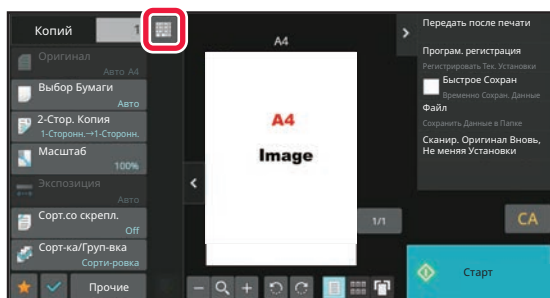 Копий
1
Оригинал
Авто A4
Выбор Бумаги
Авто
2-Стор. Копия
1-Сторонн.→1-Сторонн.
Масштаб
100%
Экспозиция
Авто
Сорт.со скрепл.
Off
Сорт-ка/Груп-вка
Сорти-ровка
Прочие
A4
A4
Image
1/1
Передать после печати
Програм. регистрация
Регистрировать Тек. Установки
Быстрое Сохран
Временно Сохран. Данные
Файл
Сохранить Данные в Папке
Сканир. Оригинал Вновь,
Не меняя Установки
CA
Старт